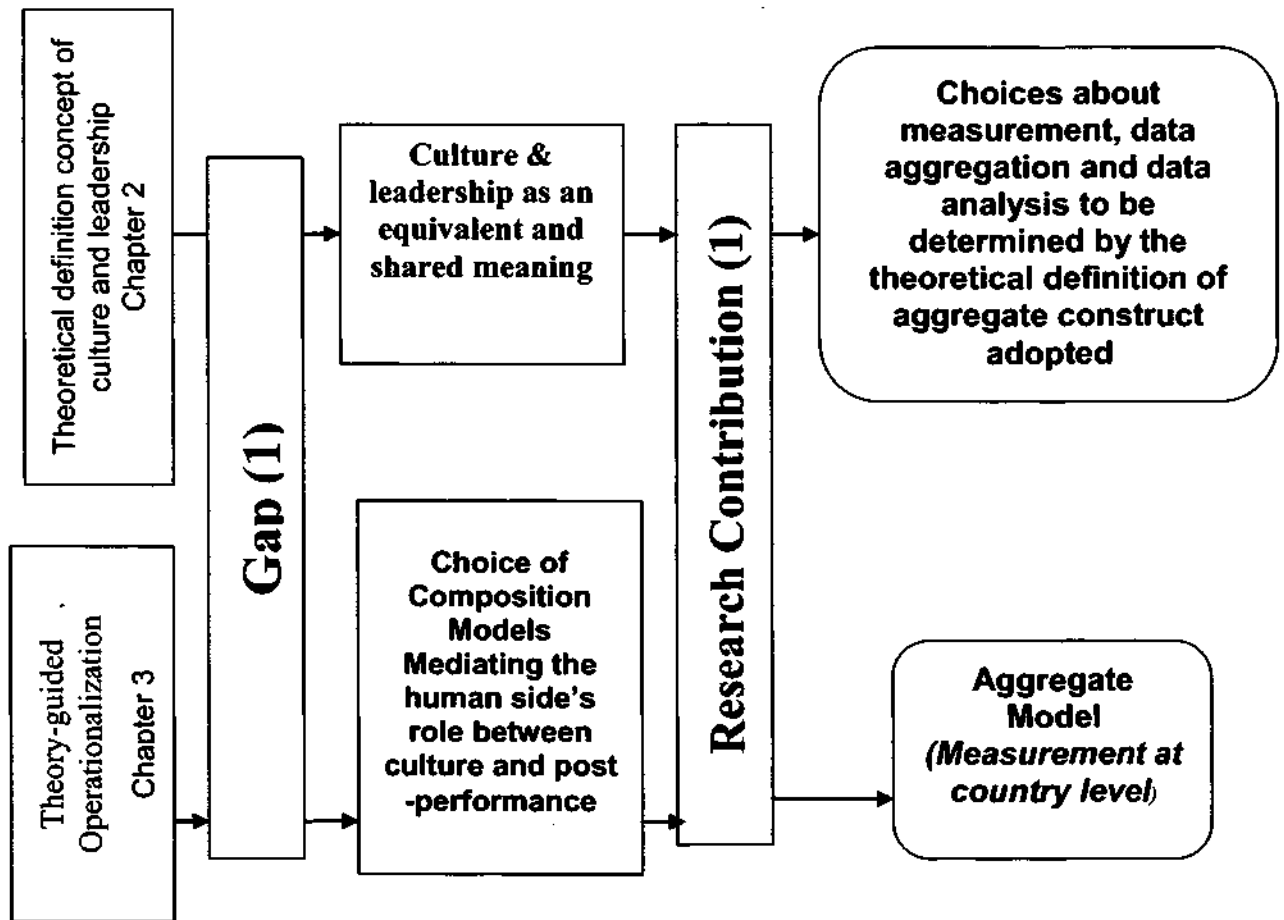 Theoretical definition concept of
culture and leadership
Chapter 2
Gap (1)
Culture &
leadership as an
equivalent and
shared meaning
Research Contribution (1)
Choices about
measurement, data
aggregation and data
analysis to be
determined by the
theoretical definition of
aggregate construct
adopted
Theory-guided
Operationalization
Chapter 3
Choice of
Composition
Models
Mediating the
human side's
role between
culture and post
-performance
Aggregate
Model
(Measurement at
country level)